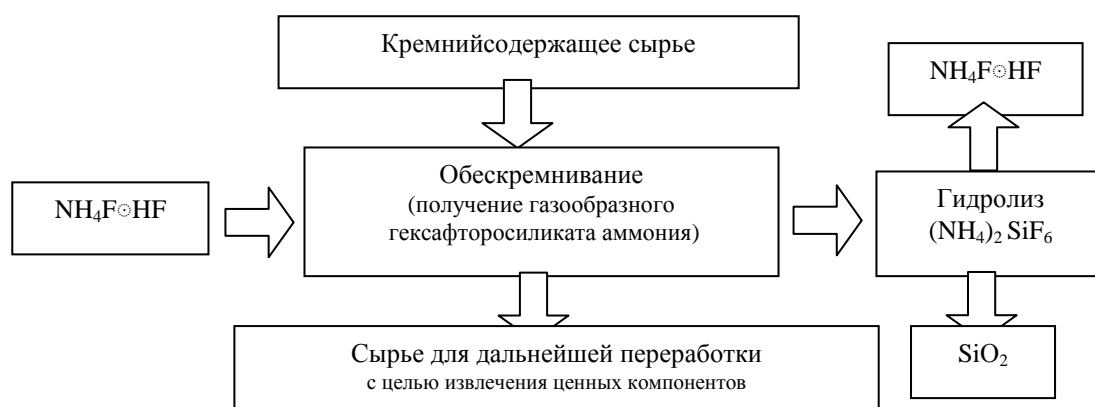 Кремнийсодержащее сырье
NH₄F☉HF
NH₄F☉HF
Обескремнивание
(получение газообразного
гексафторосиликата аммония)
Гидролиз
(NH₄)₂ SiF₆
Сырье для дальнейшей переработки
с целью извлечения ценных компонентов
SiO₂